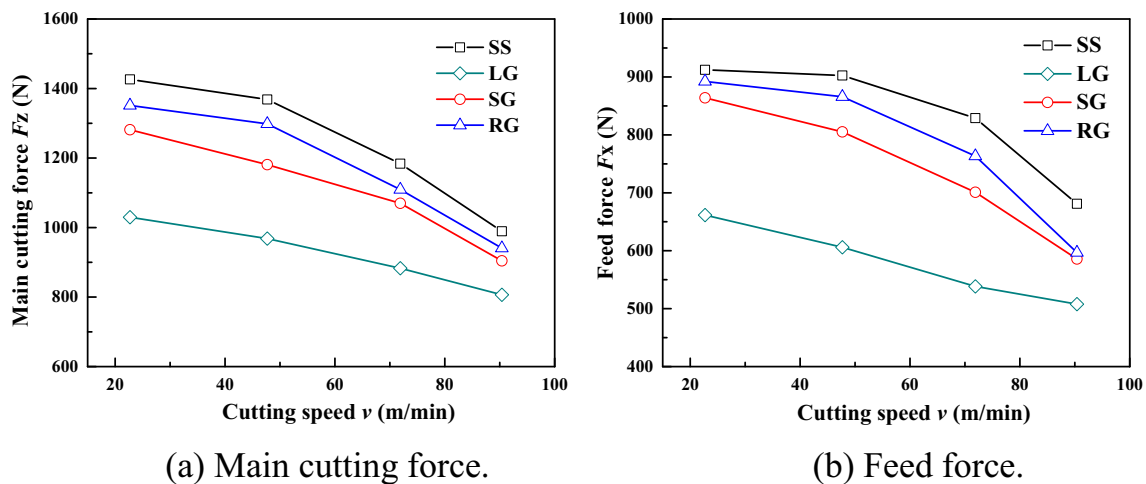 1600
1400
1200
1000
800
600
Main cutting force Fz (N)
20 40 60 80 100
Cutting speed v (m/min)
SS
LG
SG
RG
(a) Main cutting force.
1000
900
800
700
600
500
400
Feed force Fx (N)
20 40 60 80 100
Cutting speed v (m/min)
SS
LG
SG
RG
(b) Feed force.